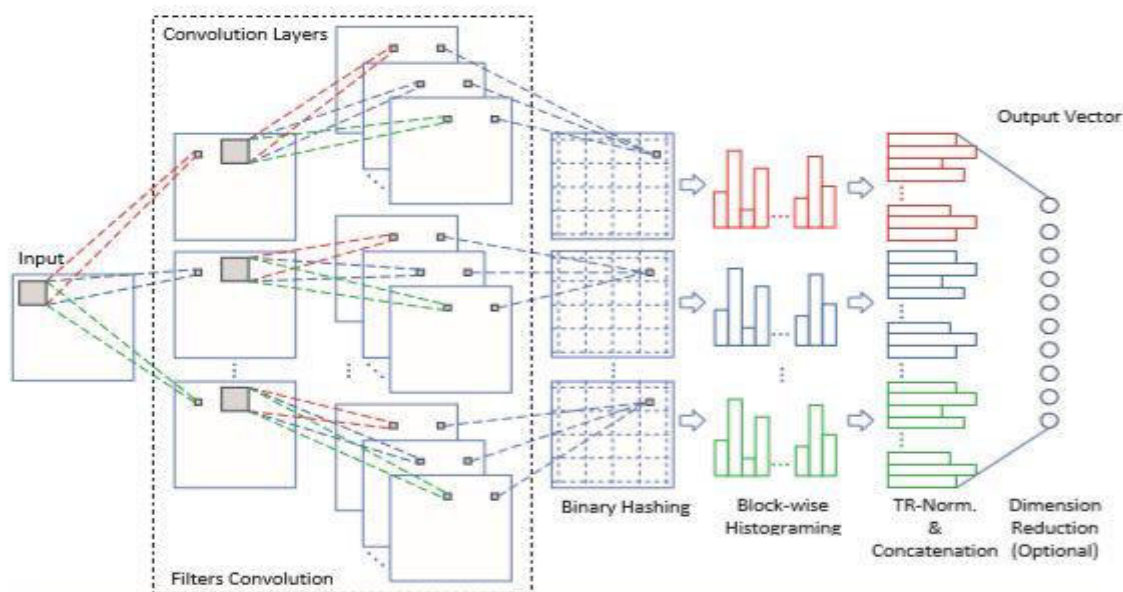 Convolution Layers
Input
Filters Convolution
Binary Hashing
Block-wise
Histograming
TR-Norm.
&
Concatenation
Output Vector
Dimension
Reduction
(Optional)